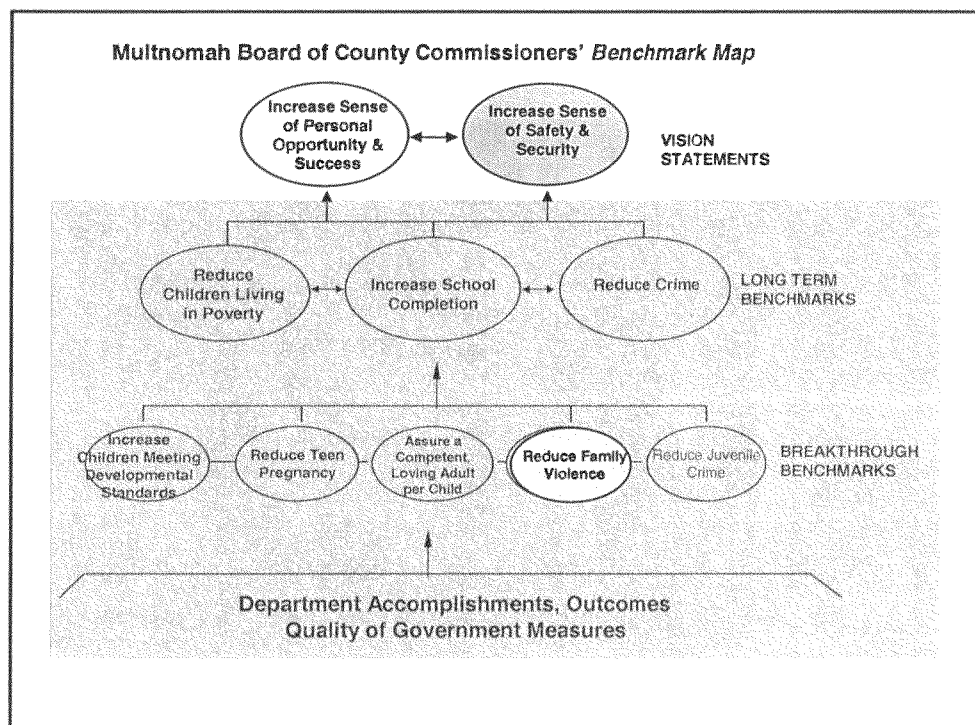 Multnomah Board of County Commissioners' Benchmark Map
Increase Sense
of Personal
Opportunity &
Success
Increase Sense
of Safety &
Security
VISION
STATEMENTS
Reduce
Children Living
in Poverty
Increase School
Completion
Reduce Crime
LONG TERM
BENCHMARKS
Increase
Children Meeting
Developmental
Standards
Reduce Teen
Pregnancy
Assure a
Competent,
Loving Adult
per Child
Reduce Family
Violence
Reduce Juvenile
Crime
BREAKTHROUGH
BENCHMARKS
Department Accomplishments, Outcomes
Quality of Government Measures